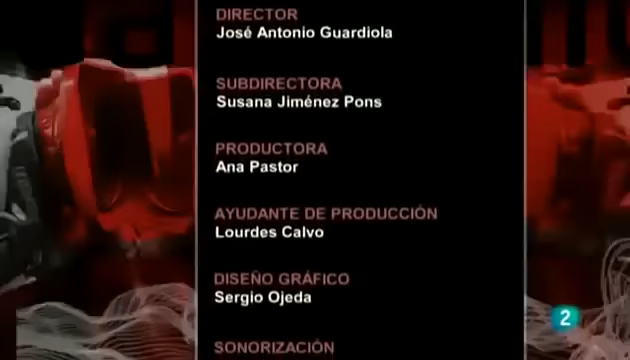 DIRECTOR
José Antonio Guardiola
SUBDIRECTORA
Susana Jiménez Pons
PRODUCTORA
Ana Pastor
AYUDANTE DE PRODUCCIÓN
Lourdes Calvo
DISEÑO GRÁFICO
Sergio Ojeda
2
SONORIZACIÓN